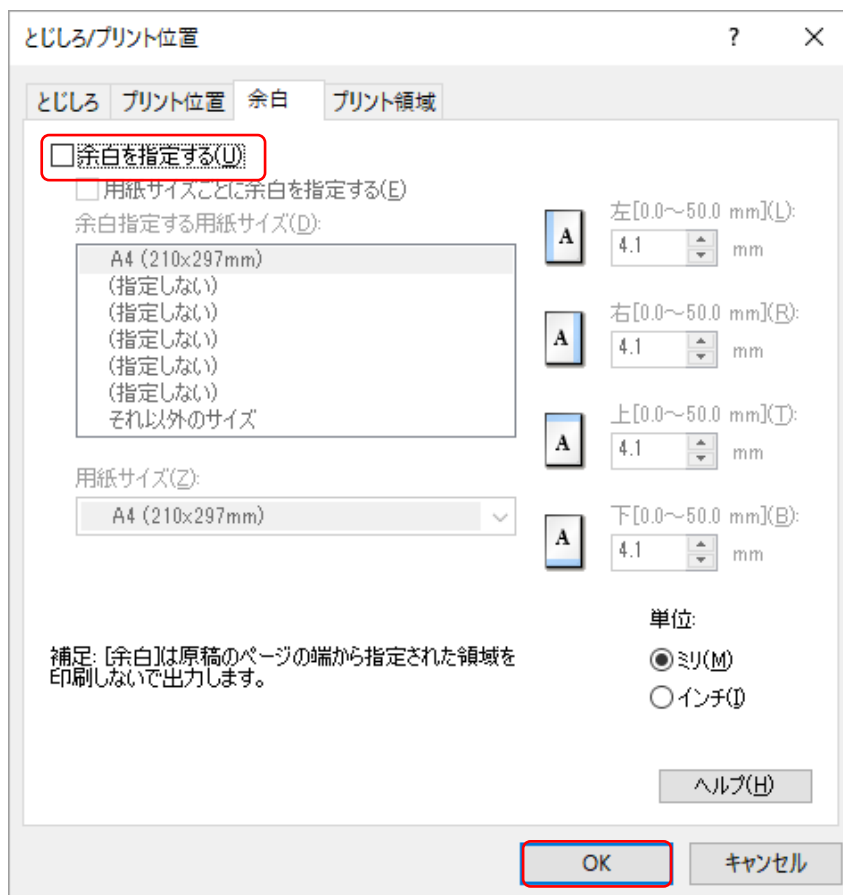 とじしろ/プリント位置
?
とじしろ
プリント位置
余白
プリント領域
余白を指定する(U)
用紙サイズごとに余白を指定する(E)
余白指定する用紙サイズ(D):
A4 (210x297mm)
(指定しない)
(指定しない)
(指定しない)
(指定しない)
(指定しない)
それ以外のサイズ
用紙サイズ(Z):
A4 (210x297mm)
A
左[0.0～50.0 mm](L):
4.1 mm
A
右[0.0～50.0 mm](R):
4.1 mm
A
上[0.0～50.0 mm](T):
4.1 mm
A
下[0.0～50.0 mm](B):
4.1 mm
単位:
ミリ(M)
インチ(I)
補足: [余白]は原稿のページの端から指定された領域を
印刷しないで出力します。
ヘルプ(H)
OK
キャンセル